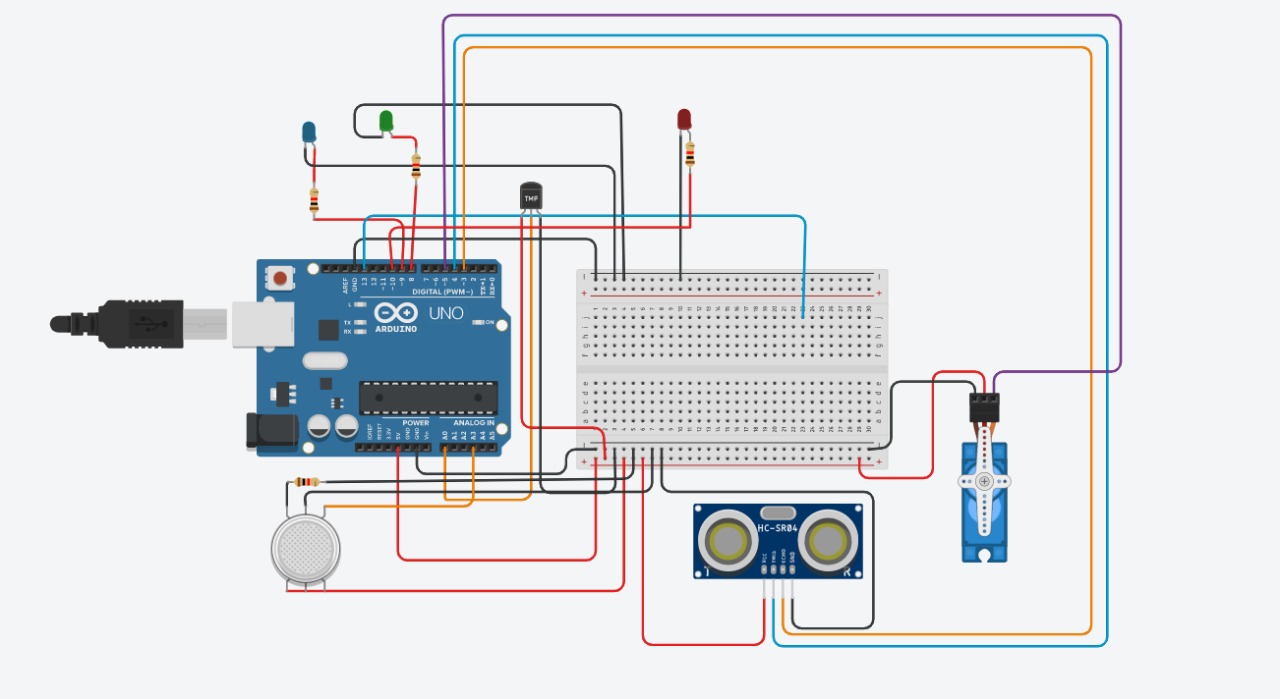 TMP
AREF
GND
13
12
~11
~10
~9
8
7
~6
~5
4
~3
2
TX→1
RX←0
DIGITAL (PWM~)
L
TX
RX
ARDUINO
UNO
ON
IOREF
RESET
3.3V
5V
GND
GND
Vin
POWER
ANALOG IN
A0
A1
A2
A3
A4
A5
j
i
h
g
f
e
d
c
b
a
HC-SR04
VCC
TRIG
ECHO
GND
T
R